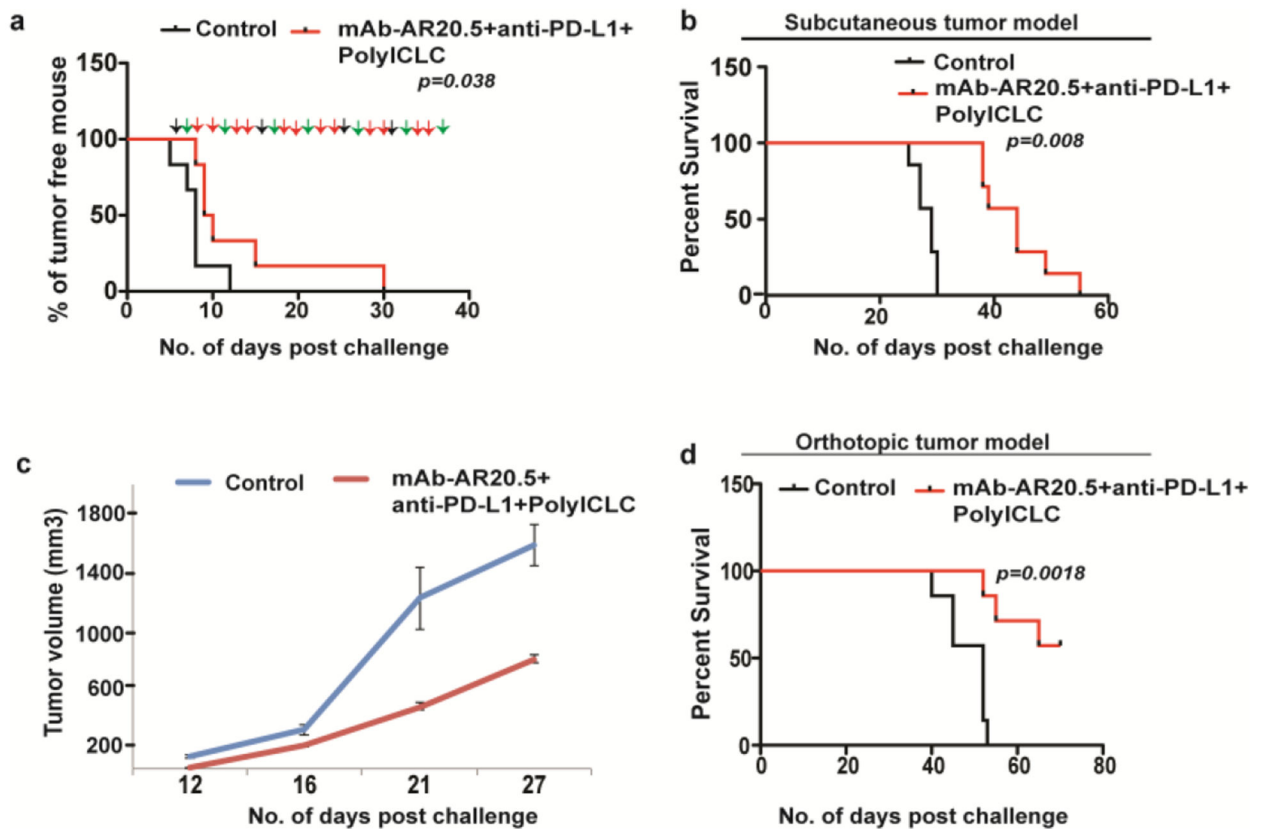 a
Control mAb-AR20.5+anti-PD-L1+
PolyICLC
p=0.038
% of tumor free mouse
150
100
50
0
0 10 20 30 40
No. of days post challenge
b
Subcutaneous tumor model
Control
mAb-AR20.5+anti-PD-L1+
PolyICLC
p=0.008
Percent Survival
150
100
50
0
0 20 40 60
No. of days post challenge
c
Control mAb-AR20.5+
anti-PD-L1+PolyICLC
Tumor volume (mm3)
1800
1400
1000
600
200
12 16 21 27
No. of days post challenge
d
Orthotopic tumor model
Control mAb-AR20.5+anti-PD-L1+
PolyICLC
p=0.0018
Percent Survival
150
100
50
0
0 20 40 60 80
No. of days post challenge